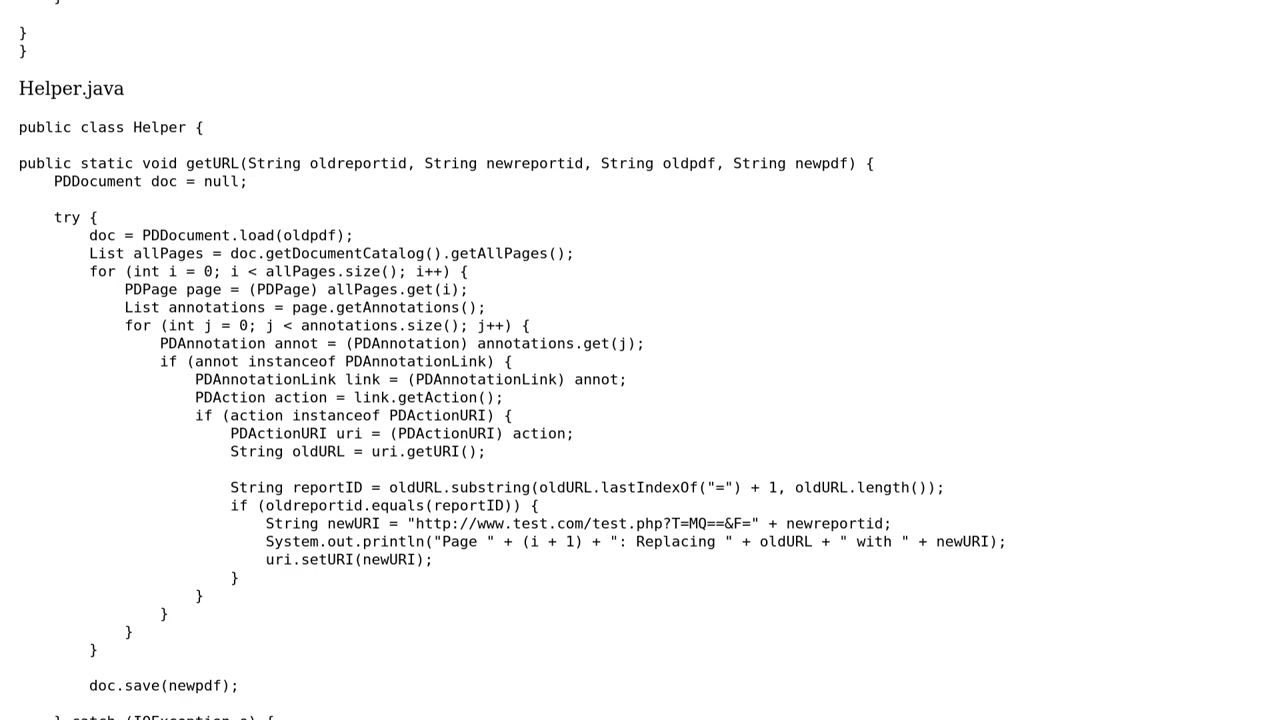 }
}
Helper.java
public class Helper {
public static void getURL(String oldreportid, String newreportid, String oldpdf, String newpdf) {
    PDDocument doc = null;
    try {
        doc = PDDocument.load(oldpdf);
        List allPages = doc.getDocumentCatalog().getAllPages();
        for (int i = 0; i < allPages.size(); i++) {
            PDPage page = (PDPage) allPages.get(i);
            List annotations = page.getAnnotations();
            for (int j = 0; j < annotations.size(); j++) {
                PDAnnotation annot = (PDAnnotation) annotations.get(j);
                if (annot instanceof PDAnnotationLink) {
                    PDAnnotationLink link = (PDAnnotationLink) annot;
                    PDAction action = link.getAction();
                    if (action instanceof PDActionURI) {
                        PDActionURI uri = (PDActionURI) action;
                        String oldURL = uri.getURI();
                        String reportID = oldURL.substring(oldURL.lastIndexOf("=") + 1, oldURL.length());
                        if (oldreportid.equals(reportID)) {
                            String newURI = "http://www.test.com/test.php?T=MQ==&F=" + newreportid;
                            System.out.println("Page " + (i + 1) + ": Replacing " + oldURL + " with " + newURI);
                            uri.setURI(newURI);
                        }
                    }
                }
            }
        }
        doc.save(newpdf);
    } catch (IOException e) {